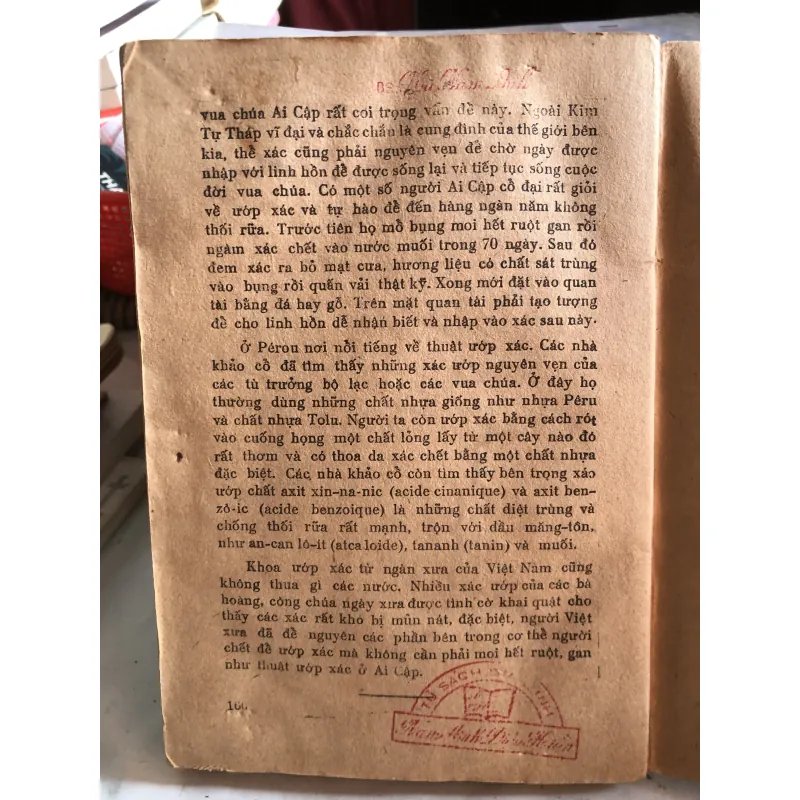 ĐS.
vua chúa Ai Cập rất coi trọng vấn đề này. Ngoài Kim
Tự Tháp vĩ đại và chắc chắn là cung đình của thế giới bên
kia, thể xác cũng phải nguyên vẹn để chờ ngày được
nhập với linh hồn để được sống lại và tiếp tục sống cuộc
đời vua chúa. Có một số người Ai Cập cổ đại rất giỏi
về ướp xác và tự hào để đến hàng ngàn năm không
thối rữa. Trước tiên họ mổ bụng moi hết ruột gan rồi
ngâm xác chết vào nước muối trong 70 ngày. Sau đó
đem xác ra bỏ mạt cưa, hương liệu có chất sát trùng
vào bụng rồi quấn vải thật kỹ. Xong mới đặt vào quan
tài bằng đá hay gỗ. Trên mặt quan tài phải tạo tượng
để cho linh hồn dễ nhận biết và nhập vào xác sau này.
Ở Pérou nơi nổi tiếng về thuật ướp xác. Các nhà
khảo cổ đã tìm thấy những xác ướp nguyên vẹn của
các tù trưởng bộ lạc hoặc các vua chúa. Ở đây họ
thường dùng những chất nhựa giống như nhựa Pêru
và chất nhựa Tolu. Người ta còn ướp xác bằng cách rót
vào cuống họng một chất lỏng lấy từ một cây nào đó
rất thơm và có thoa da xác chết bằng một chất nhựa
đặc biệt. Các nhà khảo cổ còn tìm thấy bên trọng xác
ướp chất axit xin-na-nic (acide cinanique) và axit ben-
zô-ic (acide benzoique) là những chất diệt trùng và
chống thối rữa rất mạnh, trộn với dầu măng-tôn,
như an-can lô-ít (atca loide), tananh (tanin) và muối.
Khọa ướp xác từ ngàn xưa của Việt Nam cũng
không thua gì các nước. Nhiều xác ướp của các bà
hoàng, công chúa ngày xưa được tình cờ khai quật cho
thấy các xác rất khó bị mủn nát, đặc biệt, người Việt
xưa đã để nguyên các phần bên trong cơ thể người
chết để ướp xác mà không cần phải moi hết ruột, gan
như thuật ướp xác ở Ai Cập.
TỦ SÁCH